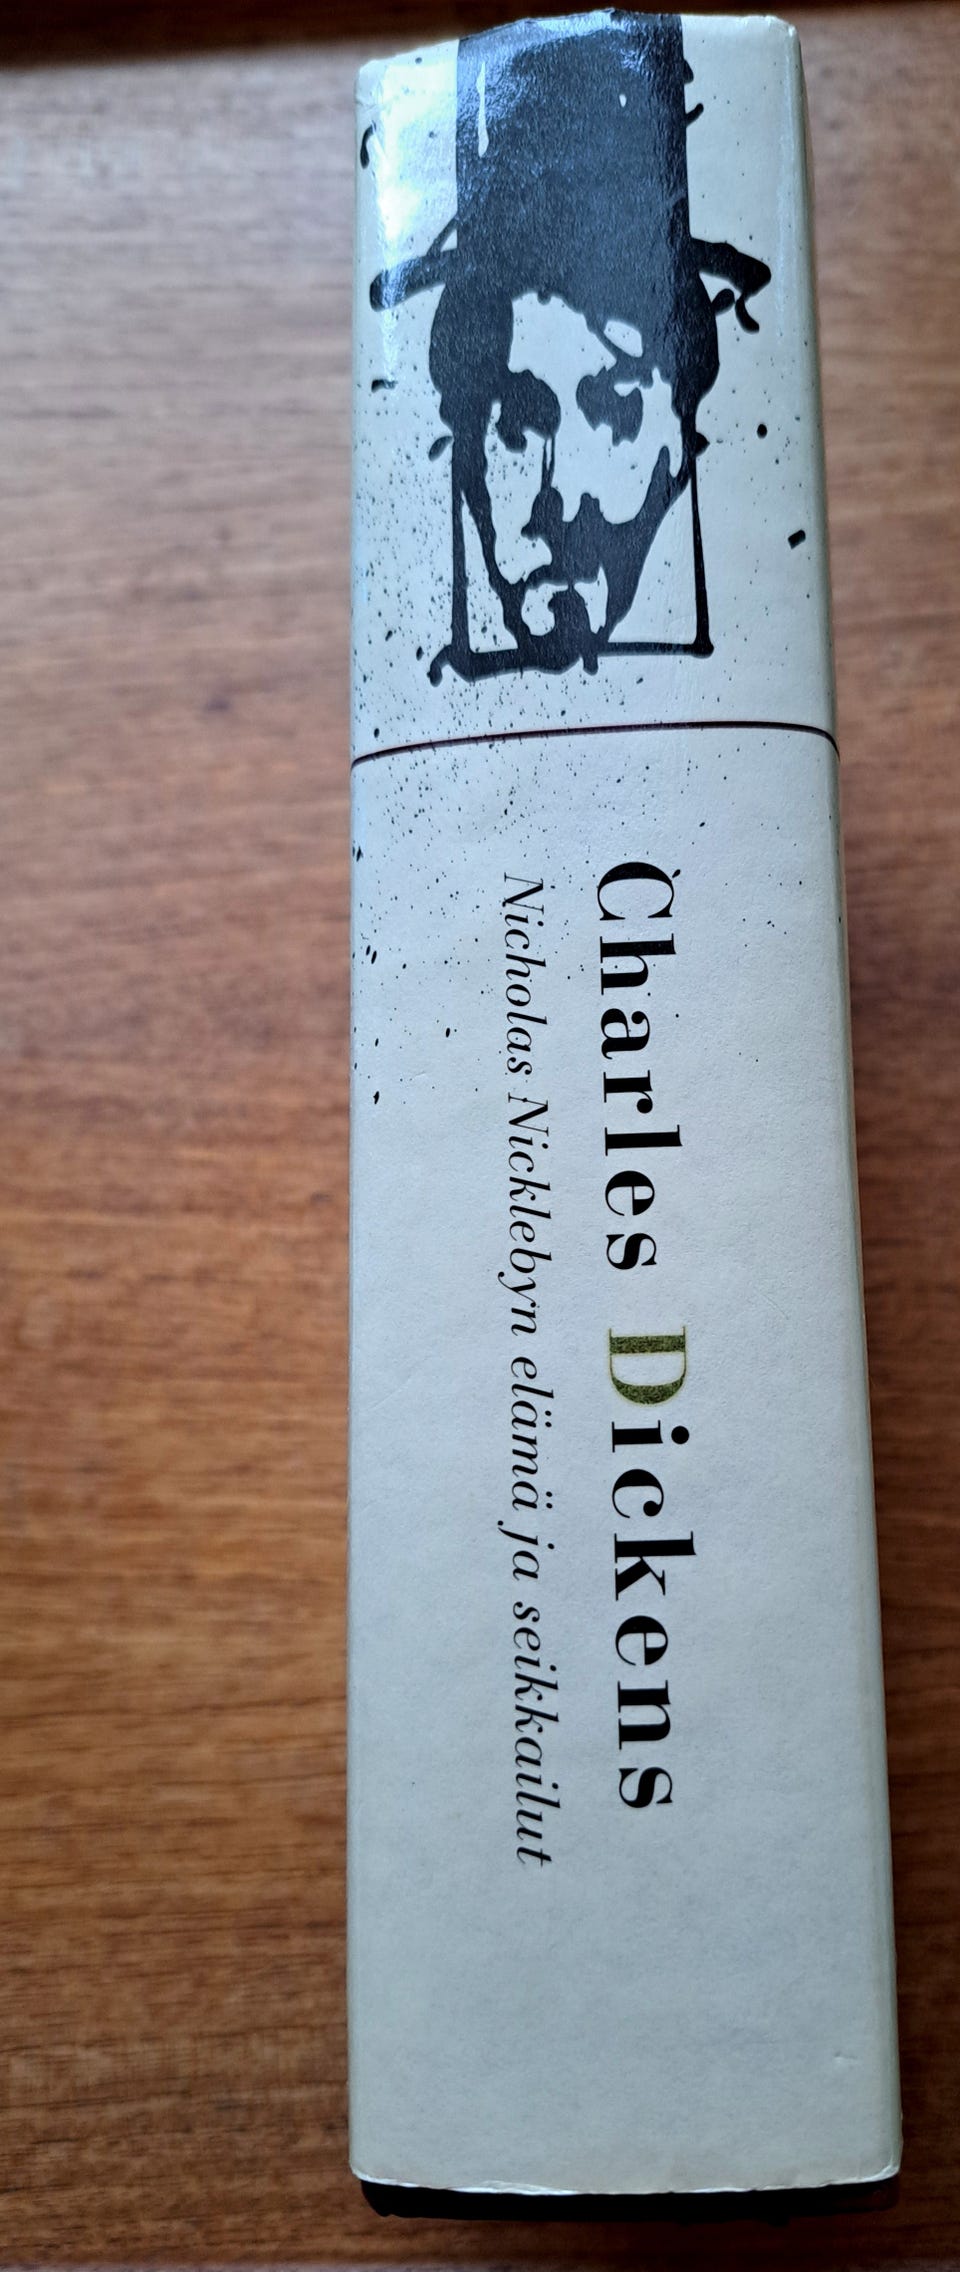 Charles Dickens
Nicholas Nicklebyn elämä ja seikkailut